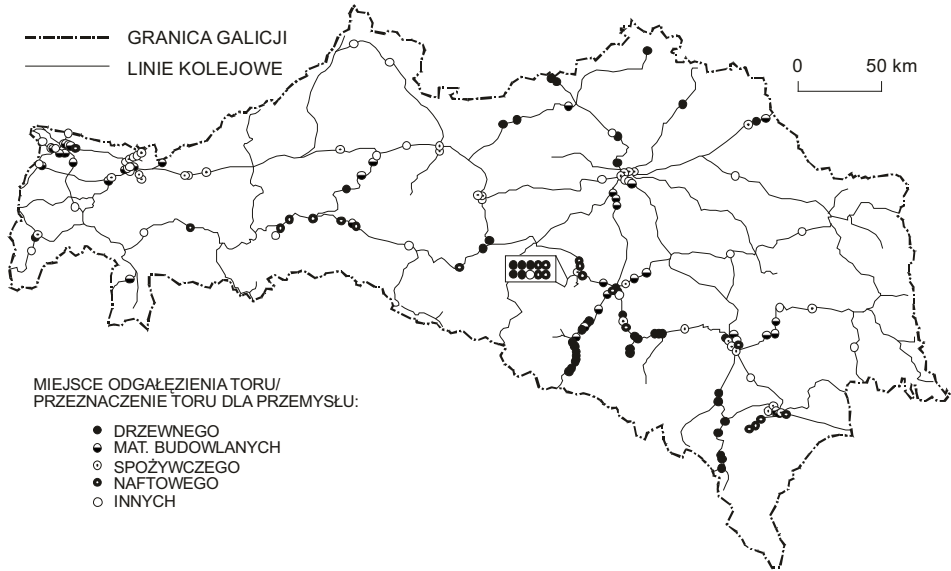 GRANICA GALICJI
LINIE KOLEJOWE
0 50 km
MIEJSCE ODGAŁĘZIENIA TORU/
PRZEZNACZENIE TORU DLA PRZEMYSŁU:
DRZEWNEGO
MAT. BUDOWLANYCH
SPOŻYWCZEGO
NAFTOWEGO
INNYCH